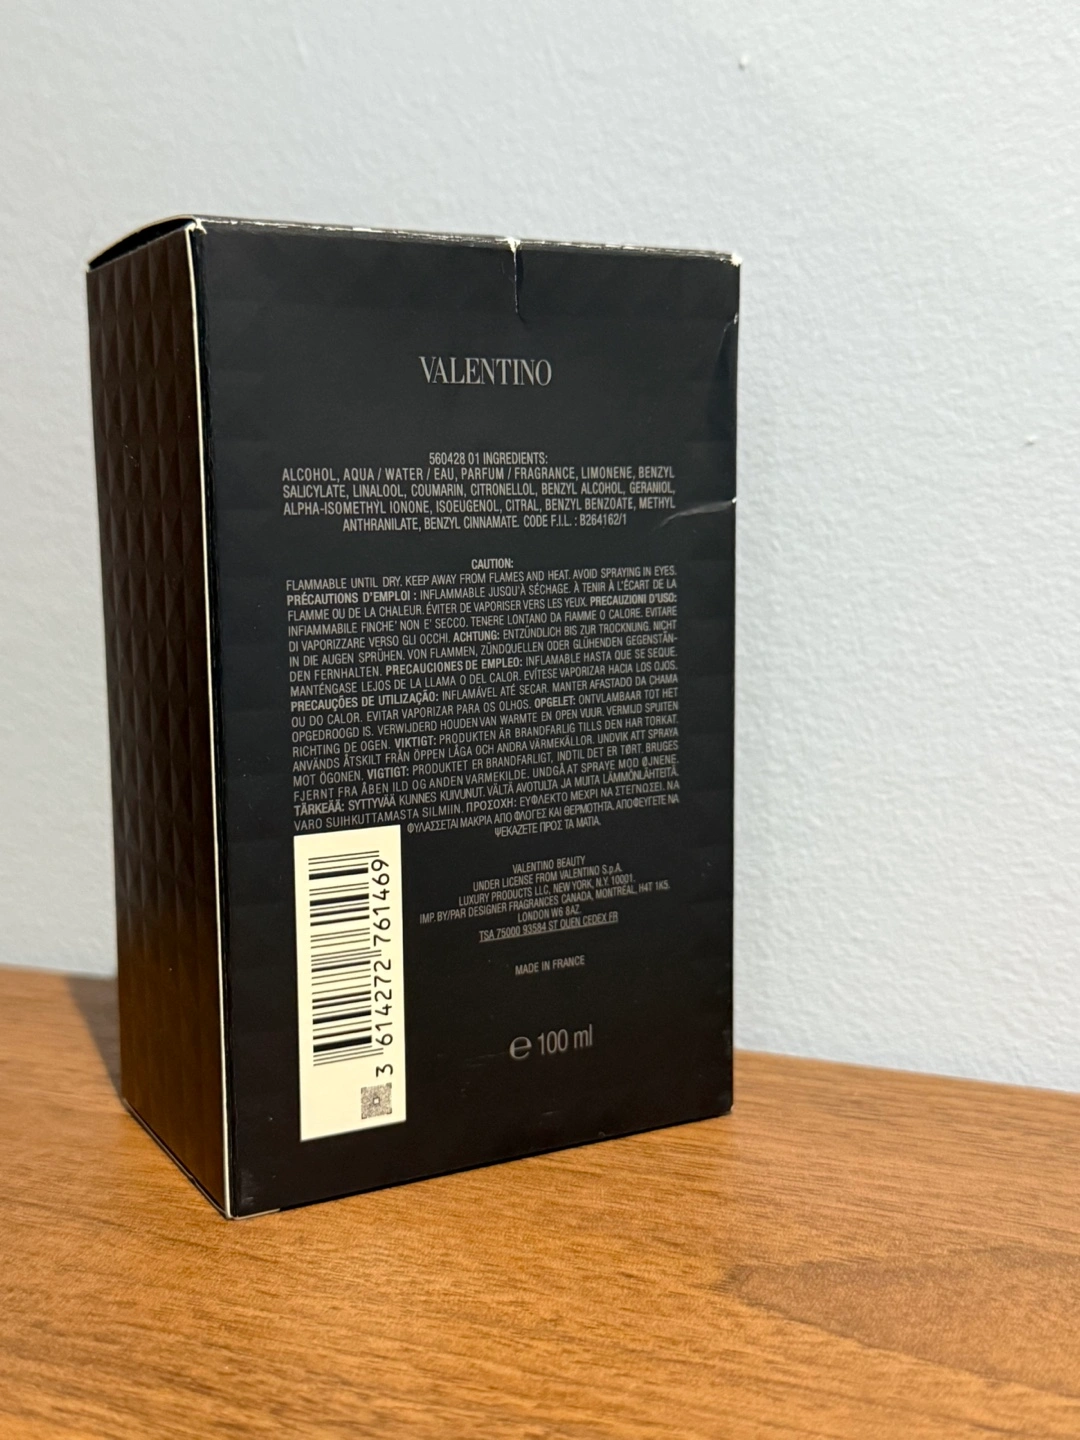 VALENTINO
560428 01 INGREDIENTS:
ALCOHOL, AQUA / WATER / EAU, PARFUM / FRAGRANCE, LIMONENE, BENZYL
SALICYLATE, LINALOOL, COUMARIN, CITRONELLOL, BENZYL ALCOHOL, GERANIOL,
ALPHA-ISOMETHYL IONONE, ISOEUGENOL, CITRAL, BENZYL BENZOATE, METHYL
ANTHRANILATE, BENZYL CINNAMATE. CODE F.I.L. : B264162/1
CAUTION:
FLAMMABLE UNTIL DRY. KEEP AWAY FROM FLAMES AND HEAT. AVOID SPRAYING IN EYES.
PRÉCAUTIONS D'EMPLOI : INFLAMMABLE JUSQU'À SÉCHAGE. À TENIR À L'ÉCART DE LA
FLAMME OU DE LA CHALEUR. ÉVITER DE VAPORISER VERS LES YEUX. PRECAUZIONI D'USO:
INFIAMMABILE FINCHE' NON E' SECCO. TENERE LONTANO DA FIAMME O CALORE. EVITARE
DI VAPORIZZARE VERSO GLI OCCHI. ACHTUNG: ENTZÜNDLICH BIS ZUR TROCKNUNG. NICHT
IN DIE AUGEN SPRÜHEN. VON FLAMMEN, ZÜNDQUELLEN ODER GLÜHENDEN GEGENSTÄN-
DEN FERNHALTEN. PRECAUCIONES DE EMPLEO: INFLAMABLE HASTA QUE SE SEQUE.
MANTÉNGASE LEJOS DE LA LLAMA O DEL CALOR. EVÍTESE VAPORIZAR HACIA LOS OJOS.
PRECAUÇÕES DE UTILIZAÇÃO: INFLAMÁVEL ATÉ SECAR. MANTER AFASTADO DA CHAMA
OU DO CALOR. EVITAR VAPORIZAR PARA OS OLHOS. OPGELET: ONTVLAMBAAR TOT HET
OPGEDROOGD IS. VERWIJDERD HOUDEN VAN WARMTE EN OPEN VUUR. VERMIJD SPUITEN
RICHTING DE OGEN. VIKTIGT: PRODUKTEN ÄR BRANDFARLIG TILLS DEN HAR TORKAT.
ANVÄNDS ÅTSKILT FRÅN ÖPPEN LÅGA OCH ANDRA VÄRMEKÄLLOR. UNDVIK ATT SPRAYA
MOT ÖGONEN. VIGTIGT: PRODUKTET ER BRANDFARLIGT, INDTIL DET ER TØRT. BRUGES
FJERNT FRA ÅBEN ILD OG ANDEN VARMEKILDE. UNDGÅ AT SPRAYE MOD ØJNENE.
TÄRKEÄÄ: SYTTYVÄÄ KUNNES KUIVUNUT. VÄLTÄ AVOTULTA JA MUITA LÄMMÖNLÄHTEITÄ.
VARO SUIHKUTTAMASTA SILMIIN. ΠΡΟΣΟΧΗ: ΕΥΦΛΕΚΤΟ ΜΕΧΡΙ ΝΑ ΣΤΕΓΝΩΣΕΙ. ΝΑ
ΦΥΛΑΣΣΕΤΑΙ ΜΑΚΡΙΑ ΑΠΟ ΦΛΟΓΕΣ ΚΑΙ ΘΕΡΜΟΤΗΤΑ. ΑΠΟΦΕΥΓΕΤΕ ΝΑ
ΨΕΚΑΖΕΤΕ ΠΡΟΣ ΤΑ ΜΑΤΙΑ.
VALENTINO BEAUTY
UNDER LICENSE FROM VALENTINO S.p.A.
LUXURY PRODUCTS LLC, NEW YORK, N.Y. 10001.
IMP. BY/PAR DESIGNER FRAGRANCES CANADA, MONTRÉAL, H4T 1K5.
LONDON W6 8AZ.
TSA 75000 93584 ST OUEN CEDEX FR
MADE IN FRANCE
℮ 100 ml
3 614272 761469